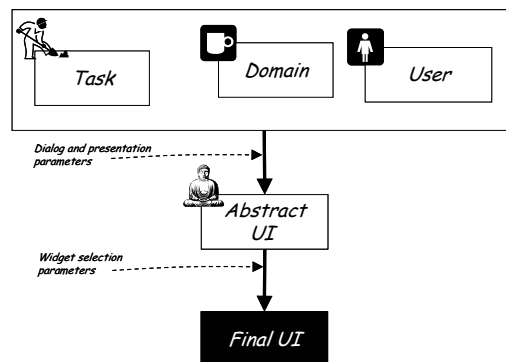 Task
Domain
User
Dialog and presentation
parameters
Abstract
UI
Widget selection
parameters
Final UI